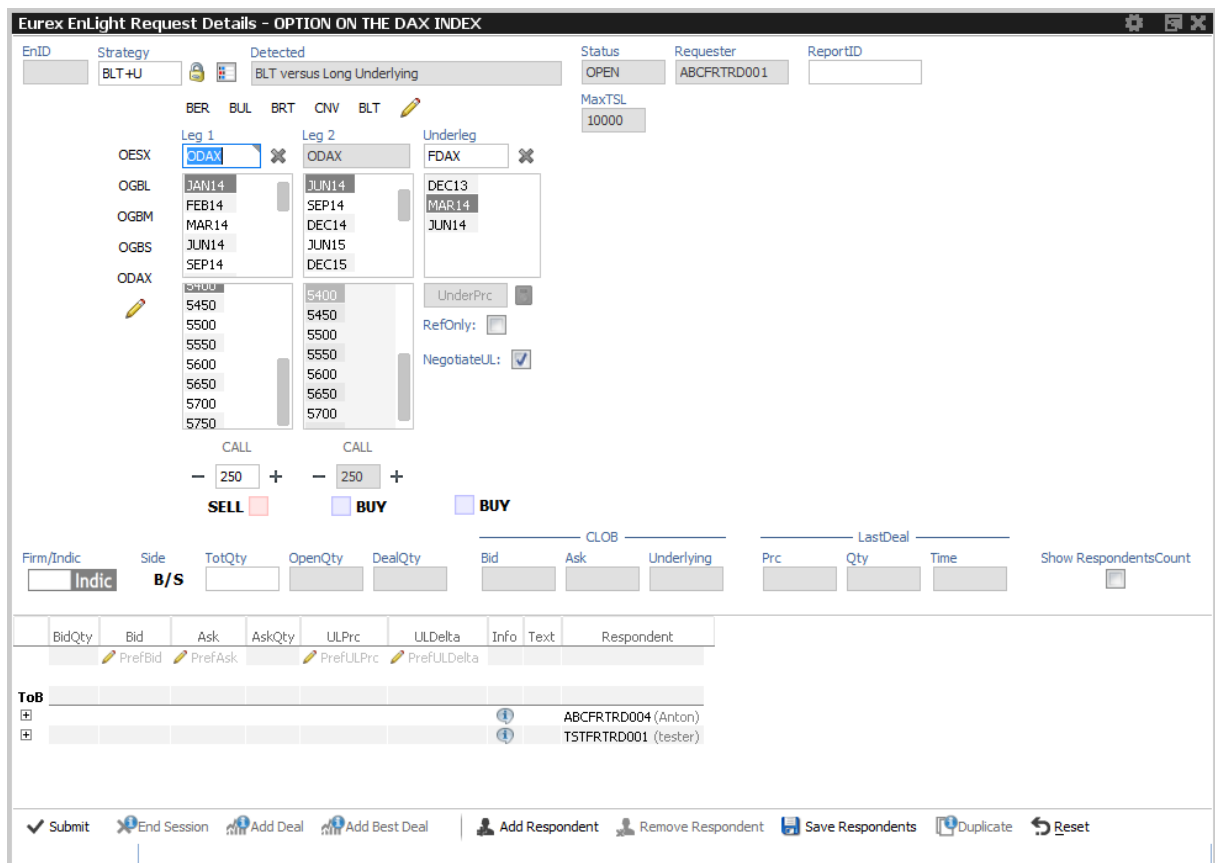 Eurex EnLight Request Details - OPTION ON THE DAX INDEX
EnID Strategy Detected Status Requester ReportID
BLT+U BLT versus Long Underlying OPEN ABCFRTRD001
MaxTSL
BER BUL BRT CNV BLT 10000
Leg 1 Leg 2 Underleg
OESX ODAX ODAX FDAX
OGBL JAN14 JUN14 DEC13
FEB14 SEP14 MAR14
OGBM MAR14 DEC14 JUN14
OGBS JUN14 JUN15
SEP14 DEC15
ODAX
5400 5400 UnderPrc
5450 5450
5500 5500 RefOnly:
5550 5550
5600 5600 NegotiateUL:
5650 5650
5700 5700
5750
CALL CALL
− 250 + − 250 +
SELL BUY BUY
CLOB LastDeal
Firm/Indic Side TotQty OpenQty DealQty Bid Ask Underlying Prc Qty Time Show RespondentsCount
Indic B/S
BidQty Bid Ask AskQty ULPrc ULDelta Info Text Respondent
PrefBid PrefAsk PrefULPrc PrefULDelta
ToB
ABCFRTRD004 (Anton)
TSTFRTRD001 (tester)
Submit End Session Add Deal Add Best Deal Add Respondent Remove Respondent Save Respondents Duplicate Reset